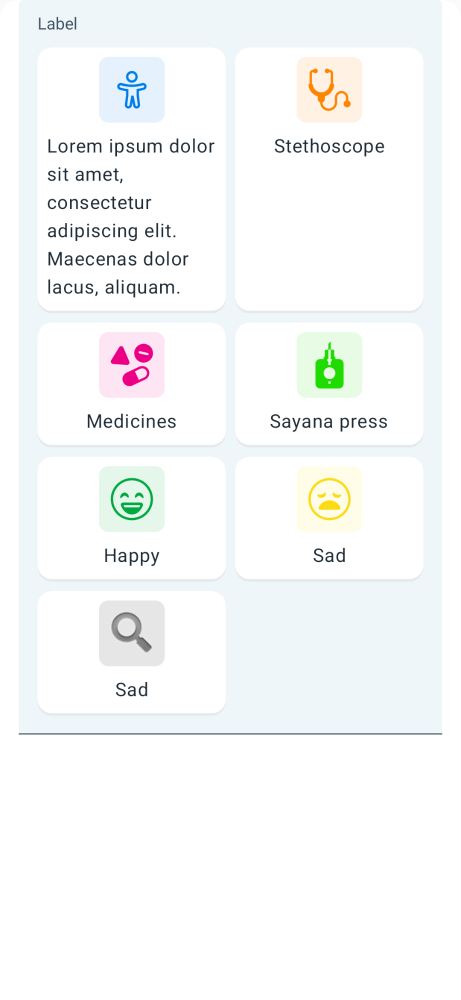 Label
Lorem ipsum dolor
sit amet,
consectetur
adipiscing elit.
Maecenas dolor
lacus, aliquam.
Stethoscope
Medicines
Sayana press
Happy
Sad
Sad